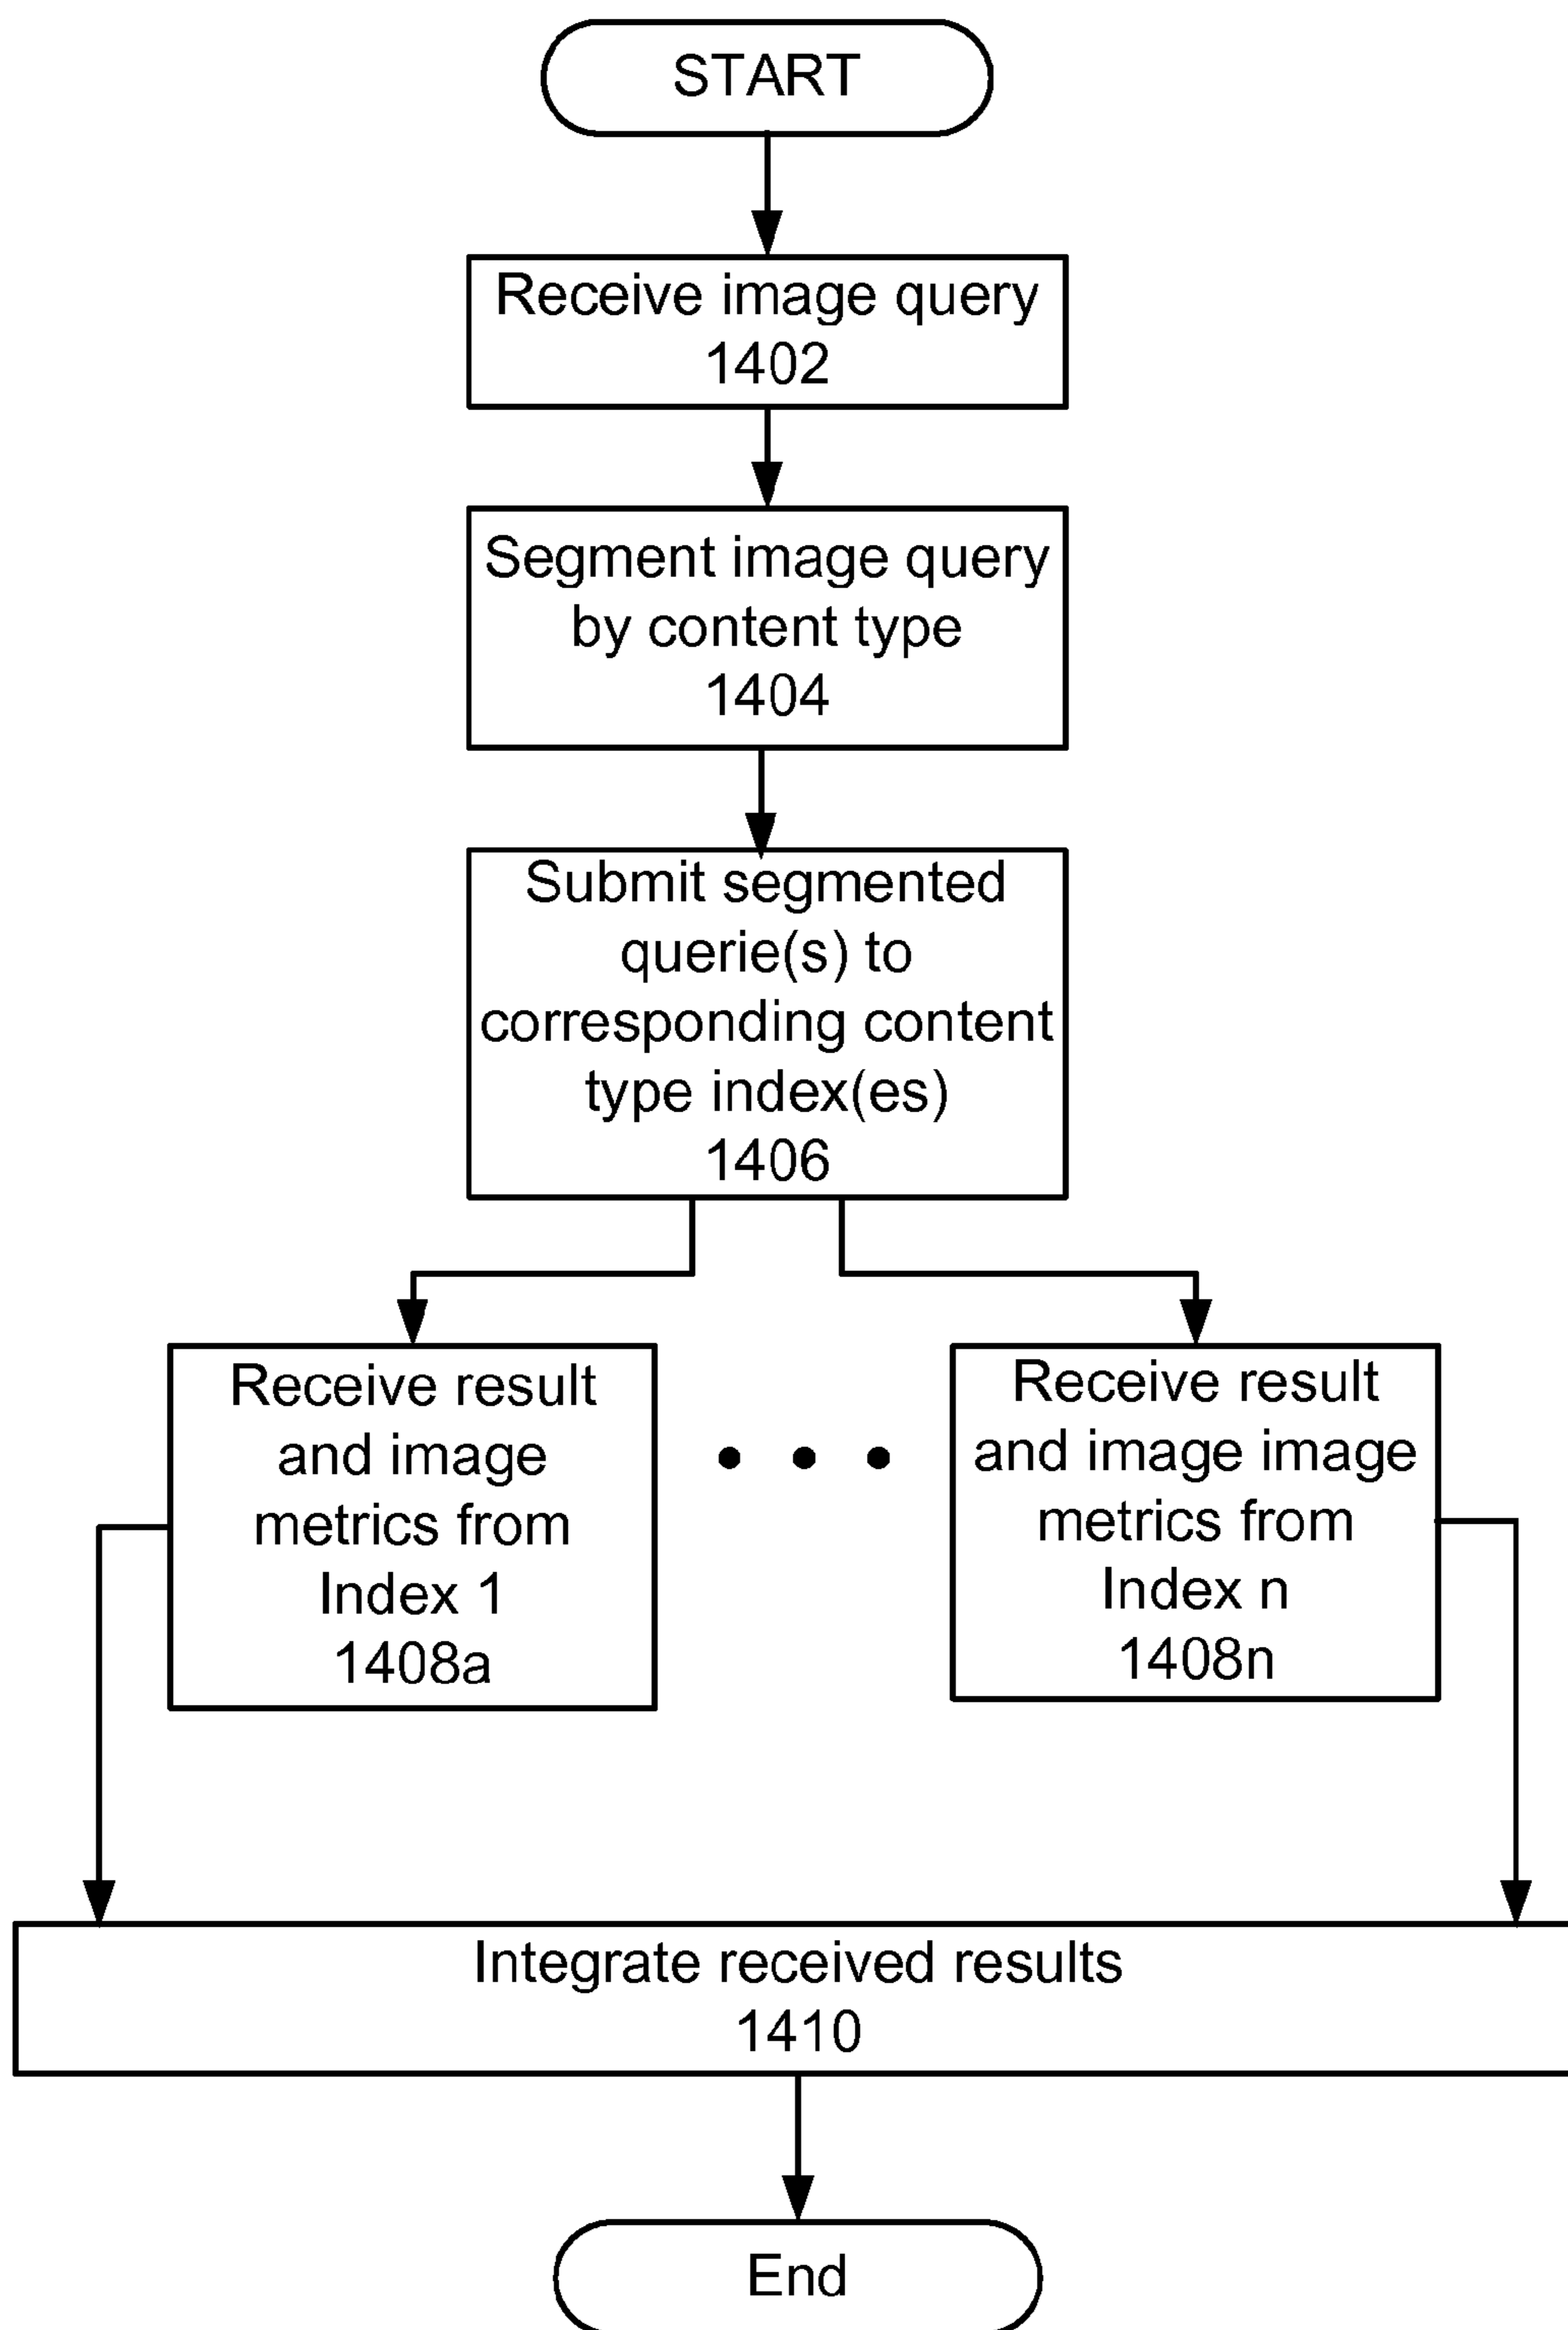 START
Receive image query
1402
Segment image query
by content type
1404
Submit segmented
querie(s) to
corresponding content
type index(es)
1406
Receive result
and image
metrics from
Index 1
1408a
Receive result
and image image
metrics from
Index n
1408n
Integrate received results
1410
End